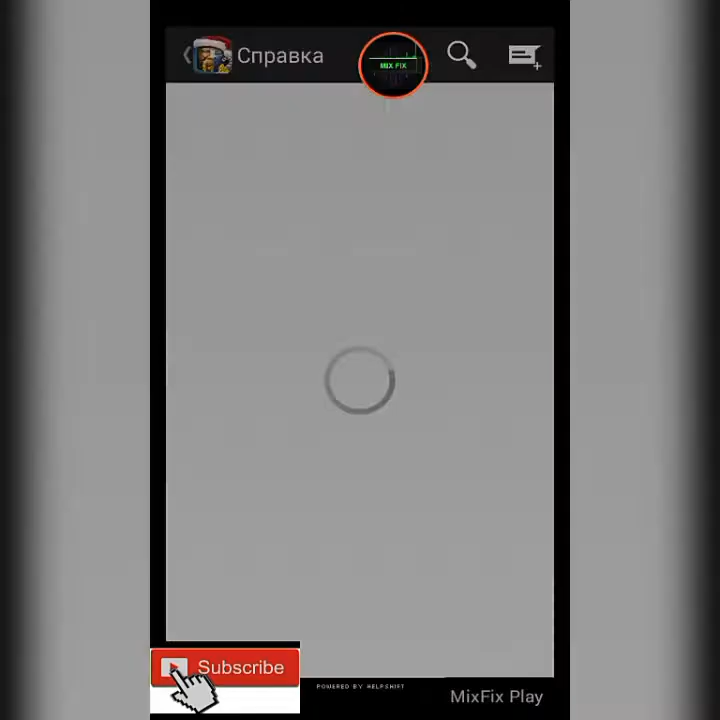 Справка
MIX FIX
Subscribe
POWERED BY HELPSHIFT
MixFix Play